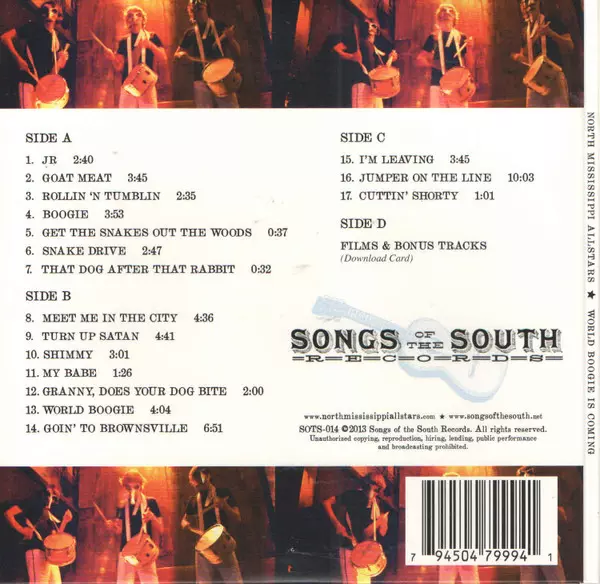 SIDE A
1. JR 2:40
2. GOAT MEAT 3:45
3. ROLLIN 'N TUMBLIN 2:35
4. BOOGIE 3:53
5. GET THE SNAKES OUT THE WOODS 0:37
6. SNAKE DRIVE 2:47
7. THAT DOG AFTER THAT RABBIT 0:32
SIDE B
8. MEET ME IN THE CITY 4:36
9. TURN UP SATAN 4:41
10. SHIMMY 3:01
11. MY BABE 1:26
12. GRANNY, DOES YOUR DOG BITE 2:00
13. WORLD BOOGIE 4:04
14. GOIN' TO BROWNSVILLE 6:51
SIDE C
15. I'M LEAVING 3:45
16. JUMPER ON THE LINE 10:03
17. CUTTIN' SHORTY 1:01
SIDE D
FILMS & BONUS TRACKS
(Download Card)
SONGS OF THE SOUTH
RECORDS
www.northmississippiallstars.com ★ www.songsofthesouth.net
SOTS-014 ©2013 Songs of the South Records. All rights reserved.
Unauthorized copying, reproduction, hiring, lending, public performance
and broadcasting prohibited.
7 94504 79994 1
NORTH MISSISSIPPI ALLSTARS ★ WORLD BOOGIE IS COMING